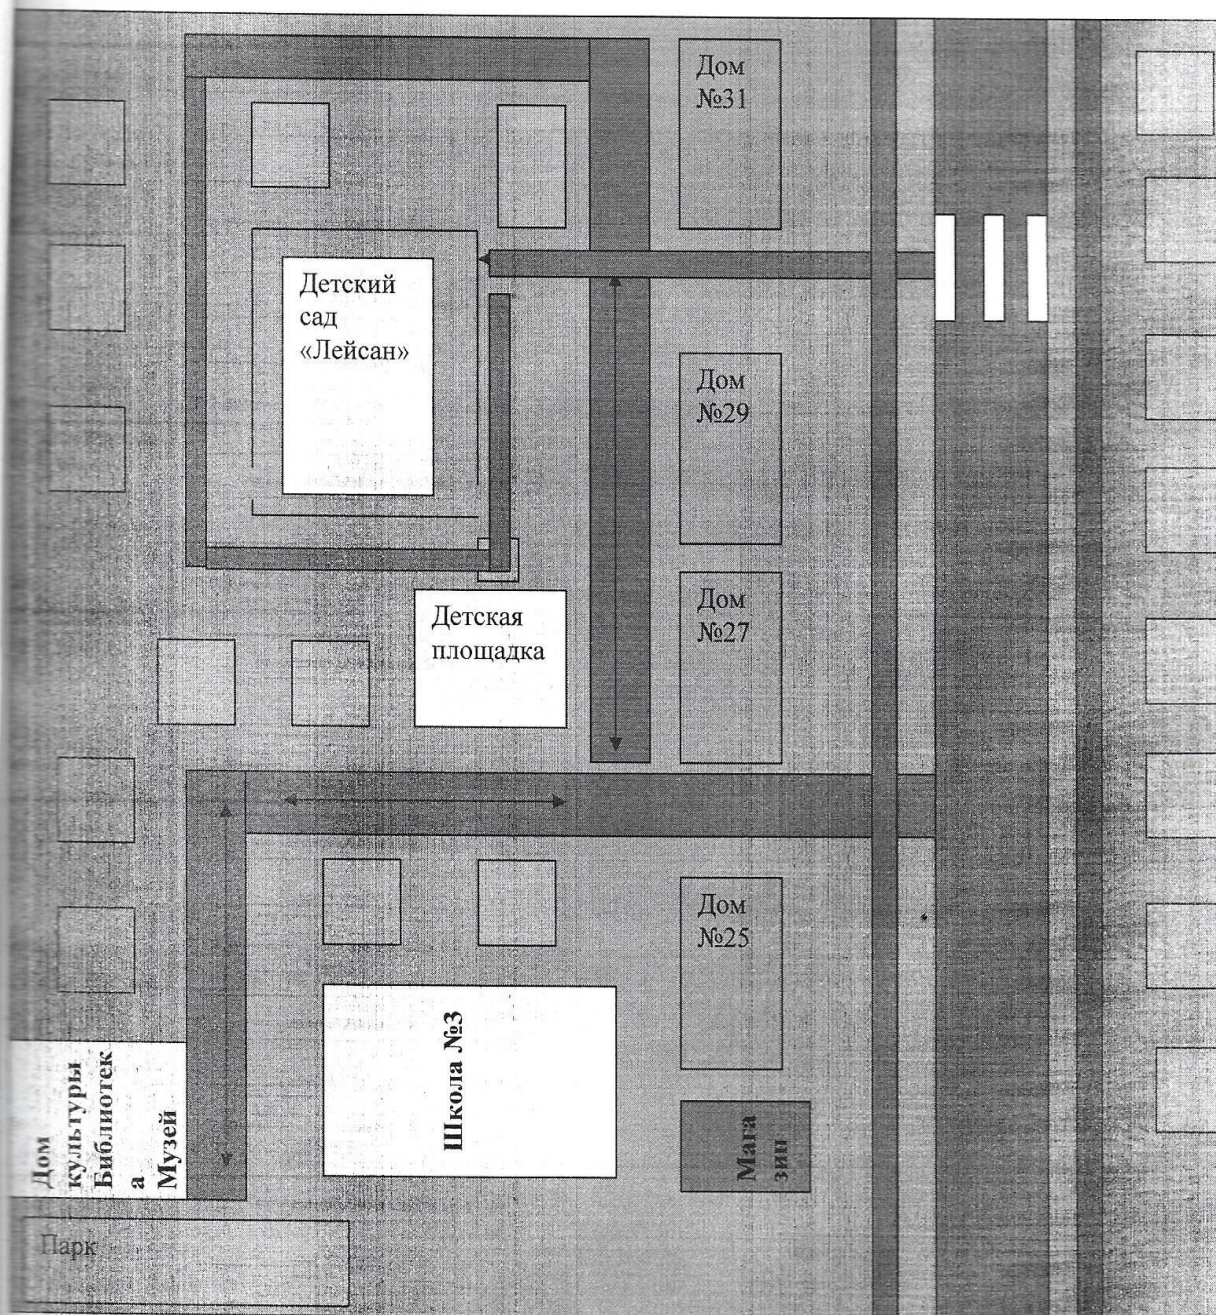 Дом
№31
Детский
сад
«Лейсан»
Дом
№29
Дом
№27
Детская
площадка
Дом
№25
Школа №3
Мага
зин
Дом
культуры
Библиотек
а
Музей
Парк